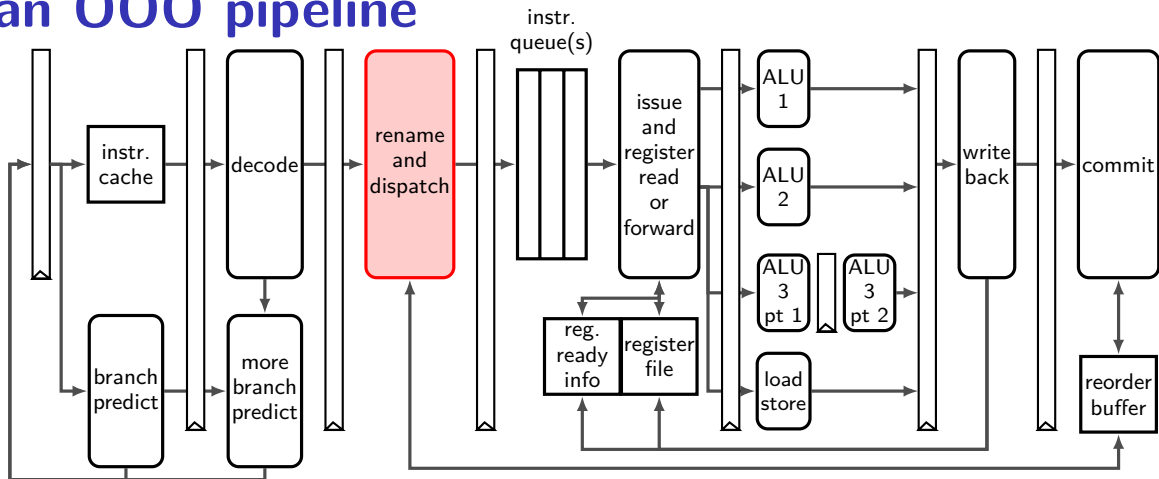 an OOO pipeline
instr.
queue(s)
instr.
cache
decode
rename
and
dispatch
issue
and
register
read
or
forward
ALU
1
ALU
2
ALU
3
pt 1
ALU
3
pt 2
load
store
write
back
commit
branch
predict
more
branch
predict
reg.
ready
info
register
file
reorder
buffer